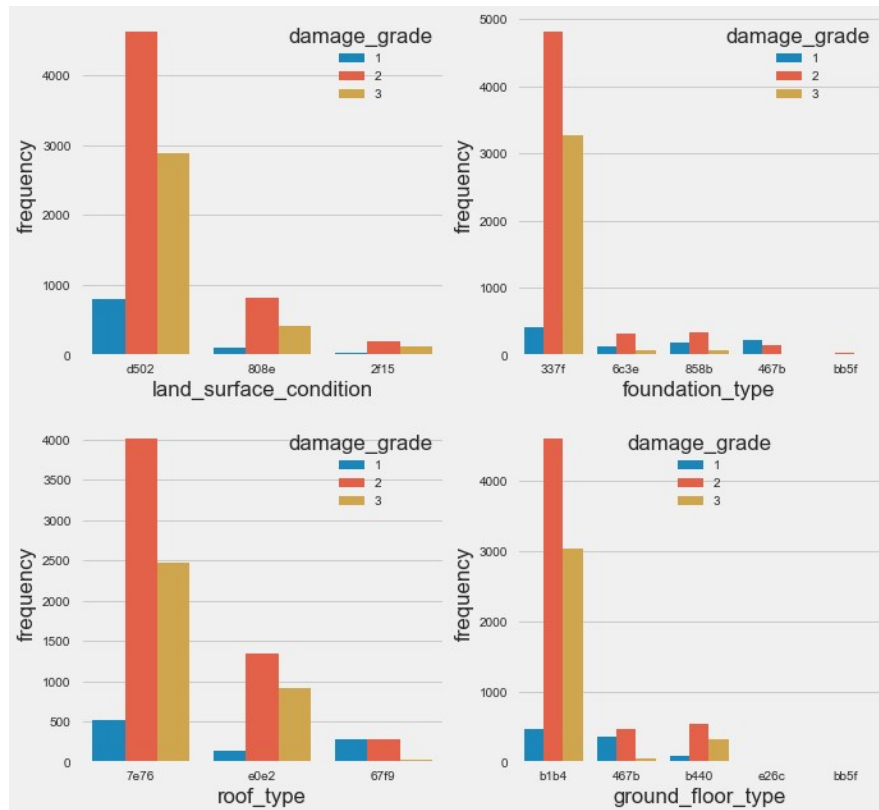 damage_grade
1
2
3
4000
3000
2000
1000
0
frequency
d502 808e 2f15
land_surface_condition
damage_grade
1
2
3
5000
4000
3000
2000
1000
0
frequency
337f 6c3e 858b 467b bb5f
foundation_type
damage_grade
1
2
3
4000
3500
3000
2500
2000
1500
1000
500
0
frequency
7e76 e0e2 67f9
roof_type
damage_grade
1
2
3
4000
3000
2000
1000
0
frequency
b1b4 467b b440 e26c bb5f
ground_floor_type